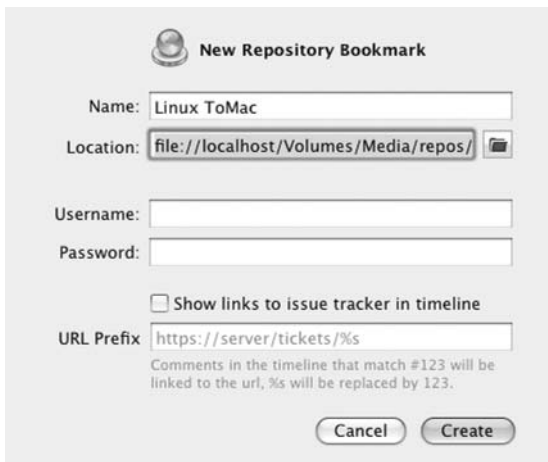 New Repository Bookmark
Name: Linux ToMac
Location: file://localhost/Volumes/Media/repos/
Username:
Password:
Show links to issue tracker in timeline
URL Prefix https://server/tickets/%s
Comments in the timeline that match #123 will be
linked to the url, %s will be replaced by 123.
Cancel Create